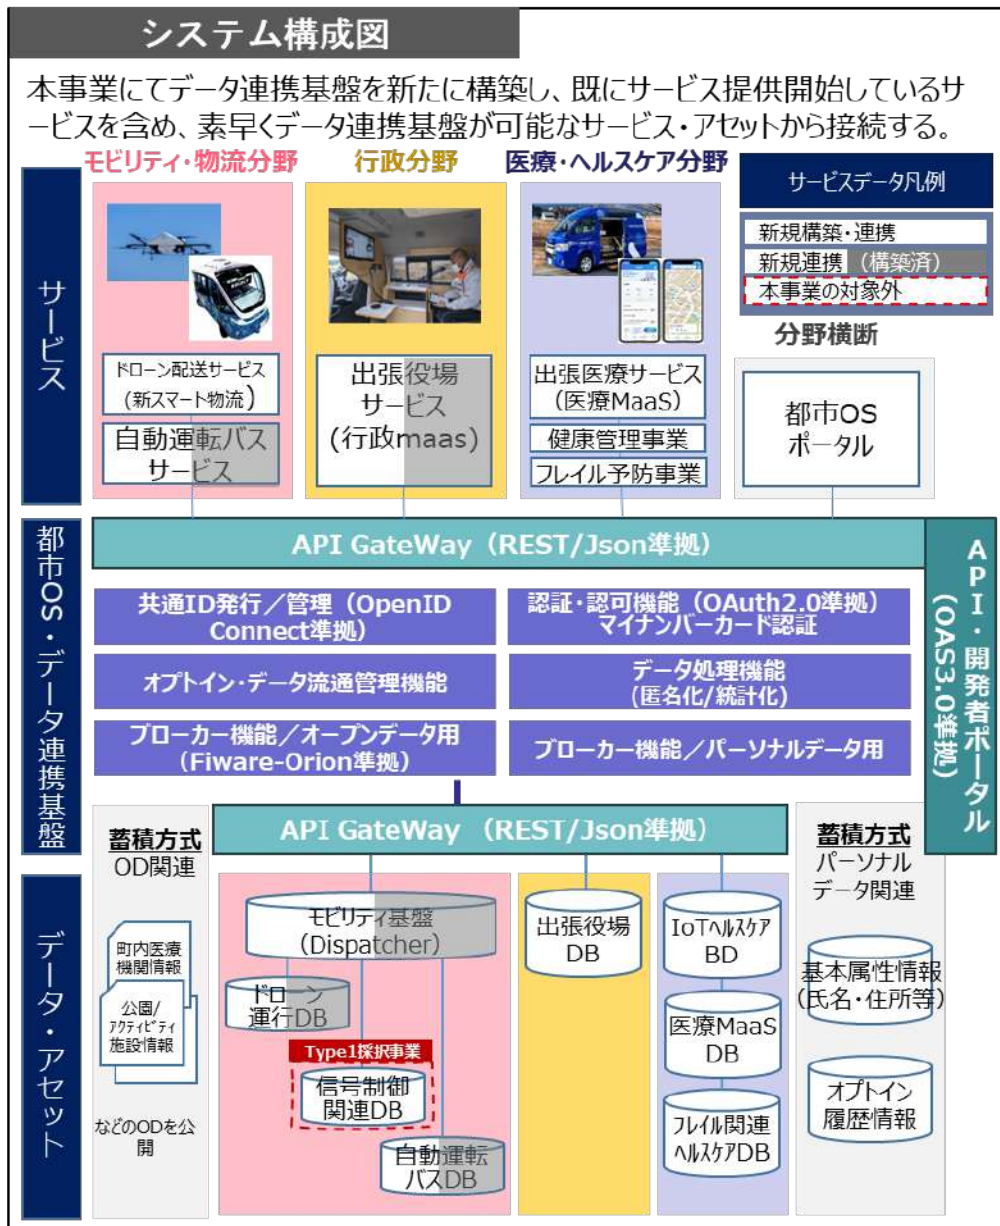 システム構成図
本事業にてデータ連携基盤を新たに構築し、既にサービス提供開始しているサ
ービスを含め、素早くデータ連携基盤が可能なサービス・アセットから接続する。
モビリティ・物流分野
行政分野
医療・ヘルスケア分野
サービスデータ凡例
新規構築・連携
新規連携（構築済）
本事業の対象外
サービス
ドローン配送サービス
(新スマート物流)
自動運転バス
サービス
出張役場
サービス
(行政maas)
出張医療サービス
(医療MaaS)
健康管理事業
フレイル予防事業
分野横断
都市OS
ポータル
都市OS・データ連携基盤
API GateWay（REST/Json準拠）
API・開発者ポータル
(OAS3.0準拠)
共通ID発行／管理（OpenID
Connect準拠）
認証・認可機能（OAuth2.0準拠）
マイナンバーカード認証
オプトイン・データ流通管理機能
データ処理機能
(匿名化/統計化)
ブローカー機能／オープンデータ用
（Fiware-Orion準拠）
ブローカー機能／パーソナルデータ用
API GateWay （REST/Json準拠）
データ・アセット
蓄積方式
OD関連
町内医療
機関情報
公園/
ｱｸﾃｨﾋﾞﾃｨ
施設情報
などのODを公
開
モビリティ基盤
（Dispatcher）
ドローン
運行DB
Type1採択事業
信号制御
関連DB
自動運転
バスDB
出張役場
DB
IoTﾍﾙｽｹｱ
BD
医療MaaS
DB
フレイル関連
ﾍﾙｽｹｱDB
蓄積方式
パーソナル
データ関連
基本属性情報
(氏名・住所等)
オプトイン
履歴情報